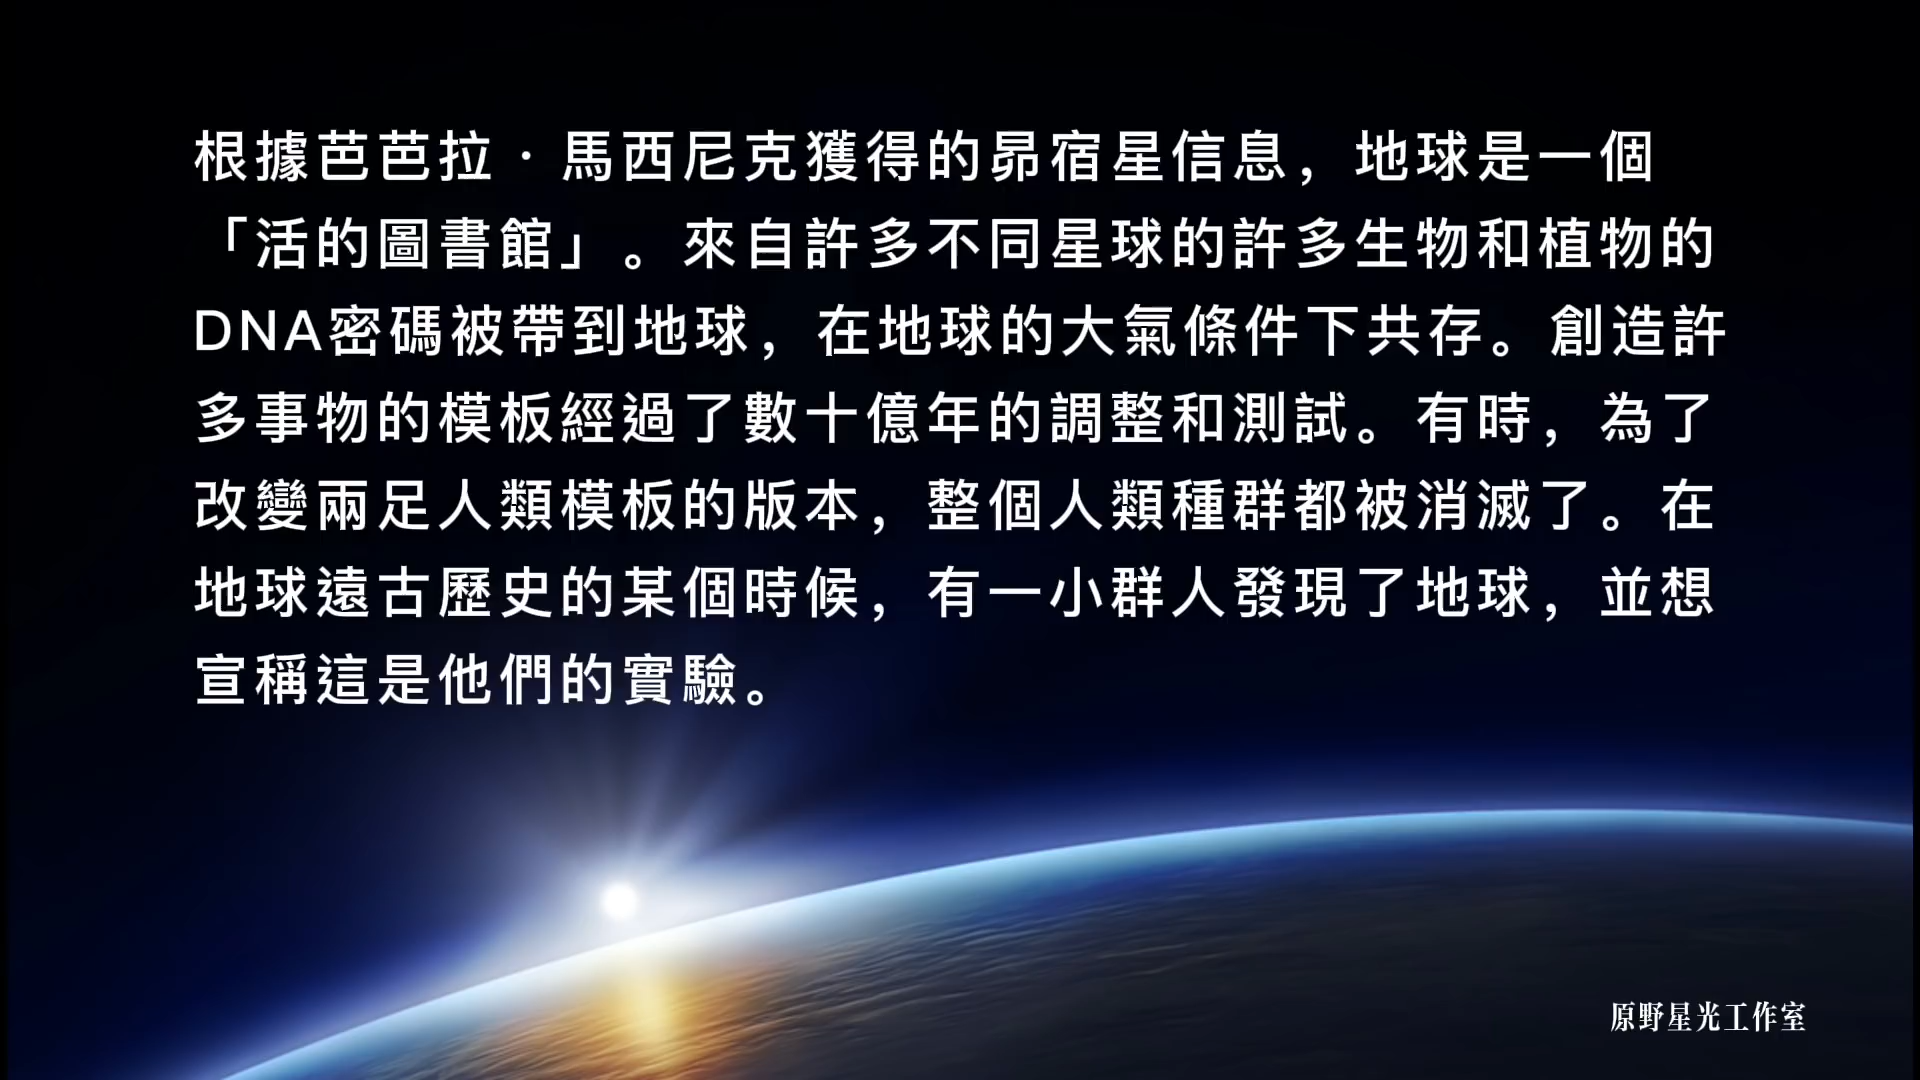 根據芭芭拉·馬西尼克獲得的昴宿星信息，地球是一個
「活的圖書館」。來自許多不同星球的許多生物和植物的
DNA密碼被帶到地球，在地球的大氣條件下共存。創造許
多事物的模板經過了數十億年的調整和測試。有時，為了
改變兩足人類模板的版本，整個人類種群都被消滅了。在
地球遠古歷史的某個時候，有一小群人發現了地球，並想
宣稱這是他們的實驗。
原野星光工作室